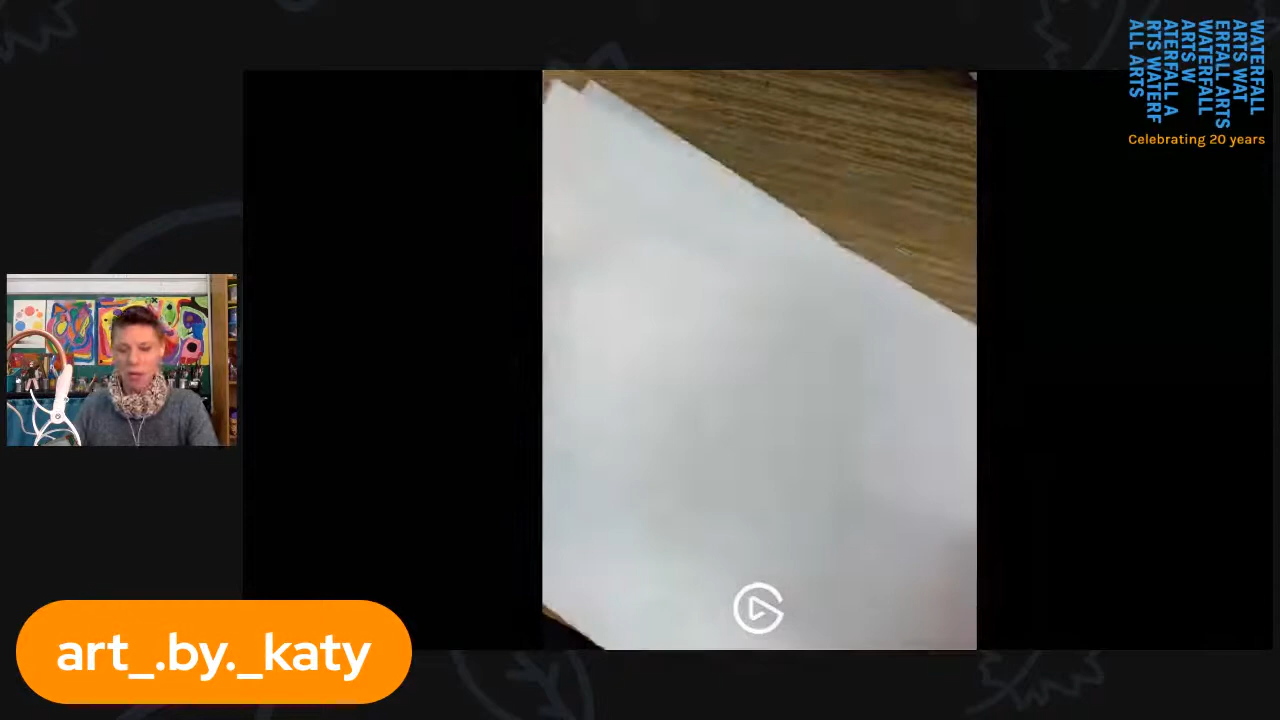 WATERFALL
ARTS WAT
ERFALL ARTS
WATERFALL
ARTS W
ATERFALL A
RTS WATERF
ALL ARTS
Celebrating 20 years
art_.by._katy